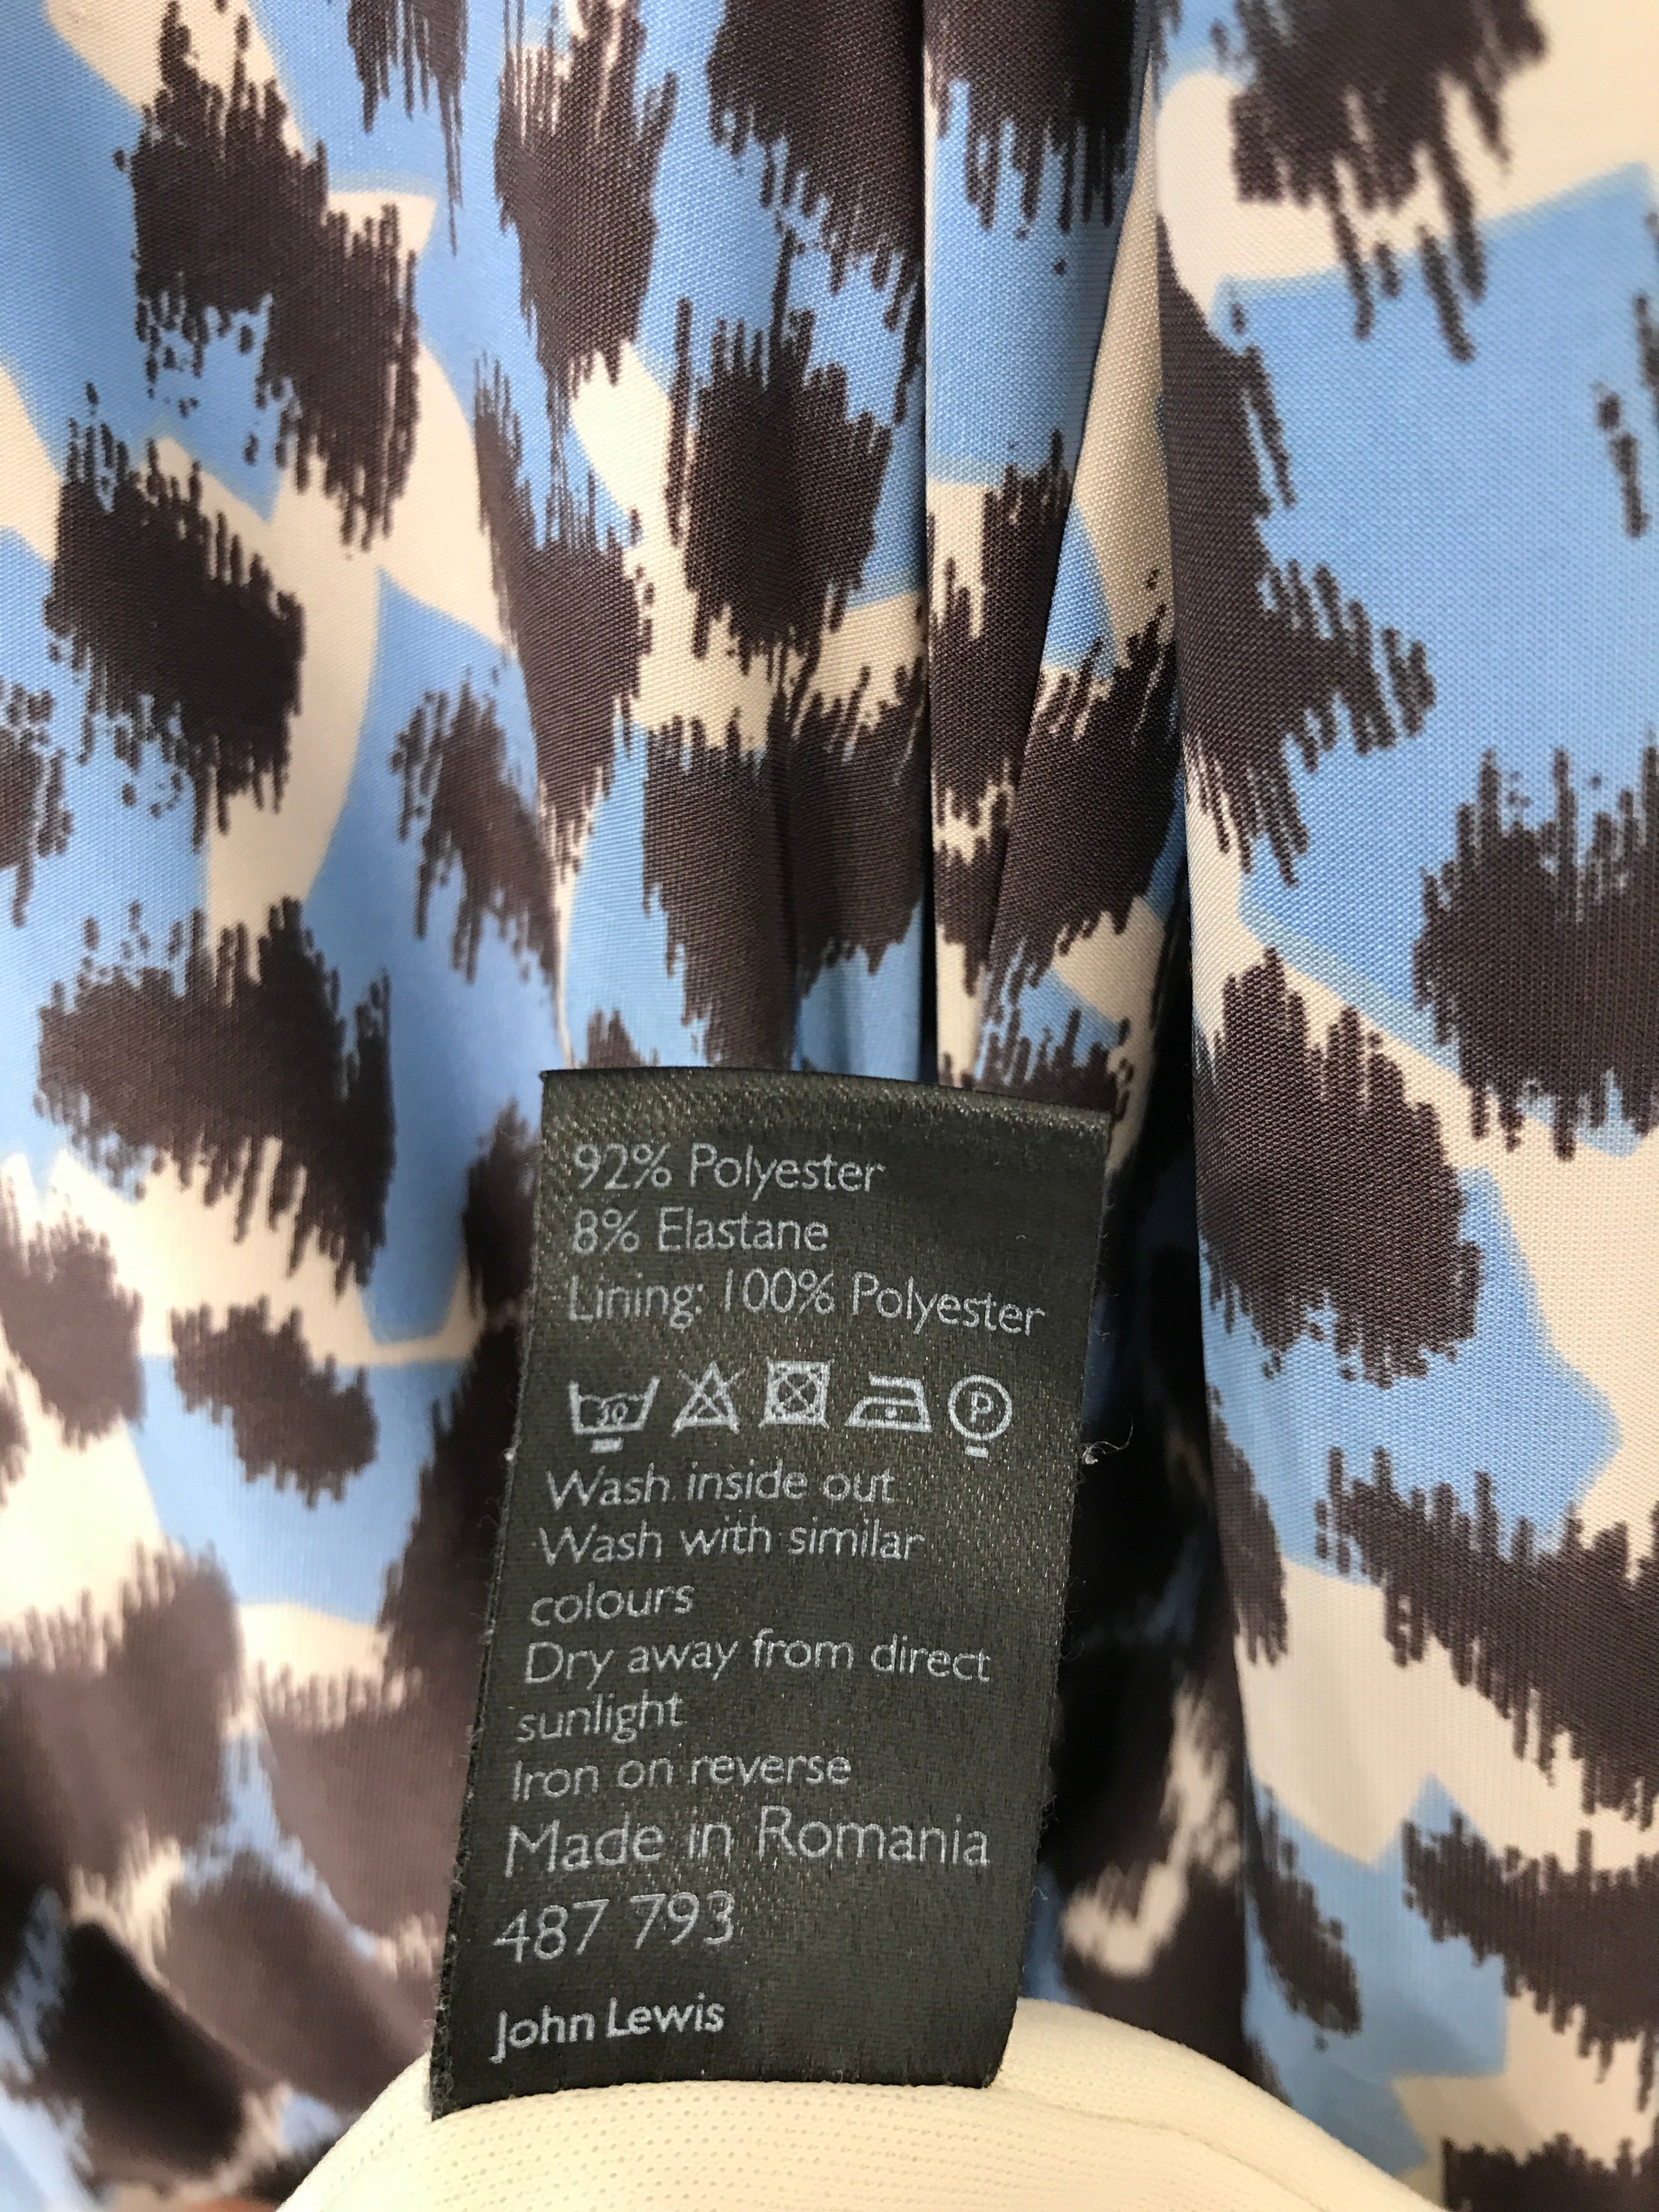 92% Polyester
8% Elastane
Lining: 100% Polyester
30 P
Wash inside out
Wash with similar
colours
Dry away from direct
sunlight
Iron on reverse
Made in Romania
487 793
John Lewis